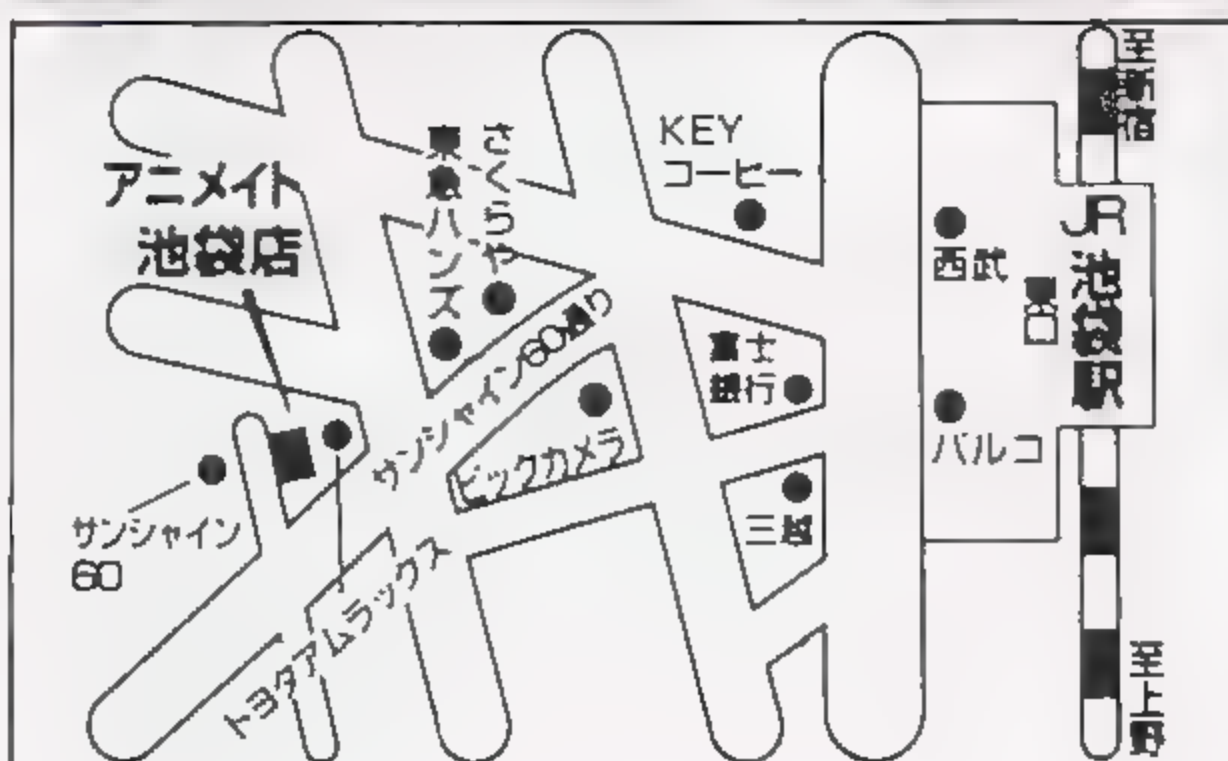 至新宿
さくらや
東急ハンズ
KEY
コーヒー
アニメイト
池袋店
西武
JR
池袋駅
東口
サンシャイン60通り
富士
銀行
ビックカメラ
パルコ
三越
サンシャイン
60
トヨタアムラックス
至上野